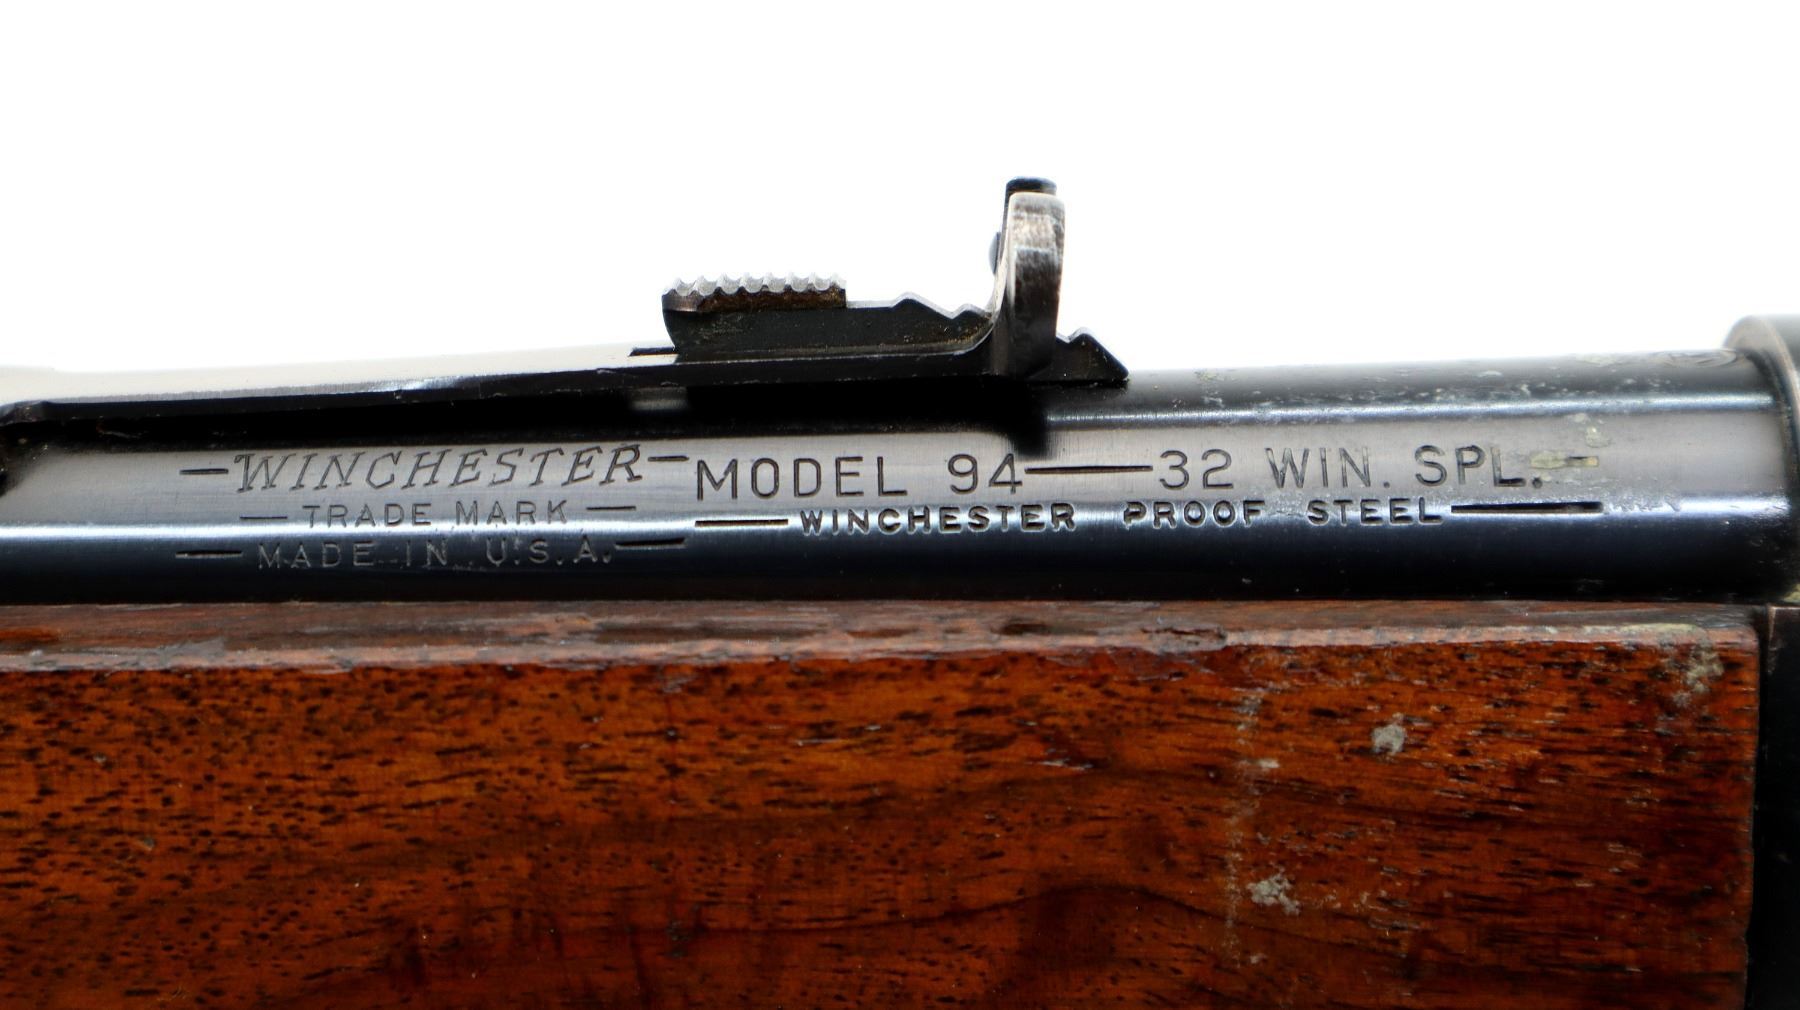 —WINCHESTER—
—TRADE MARK—
—MADE IN U.S.A.—
MODEL 94——32 WIN. SPL.—
—WINCHESTER PROOF STEEL—